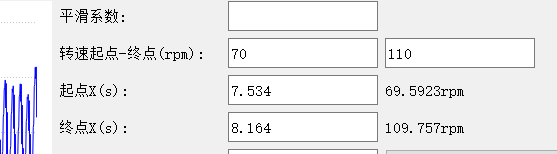 平滑系数:
转速起点-终点(rpm): 70 110
起点X(s): 7.534 69.5923rpm
终点X(s): 8.164 109.757rpm